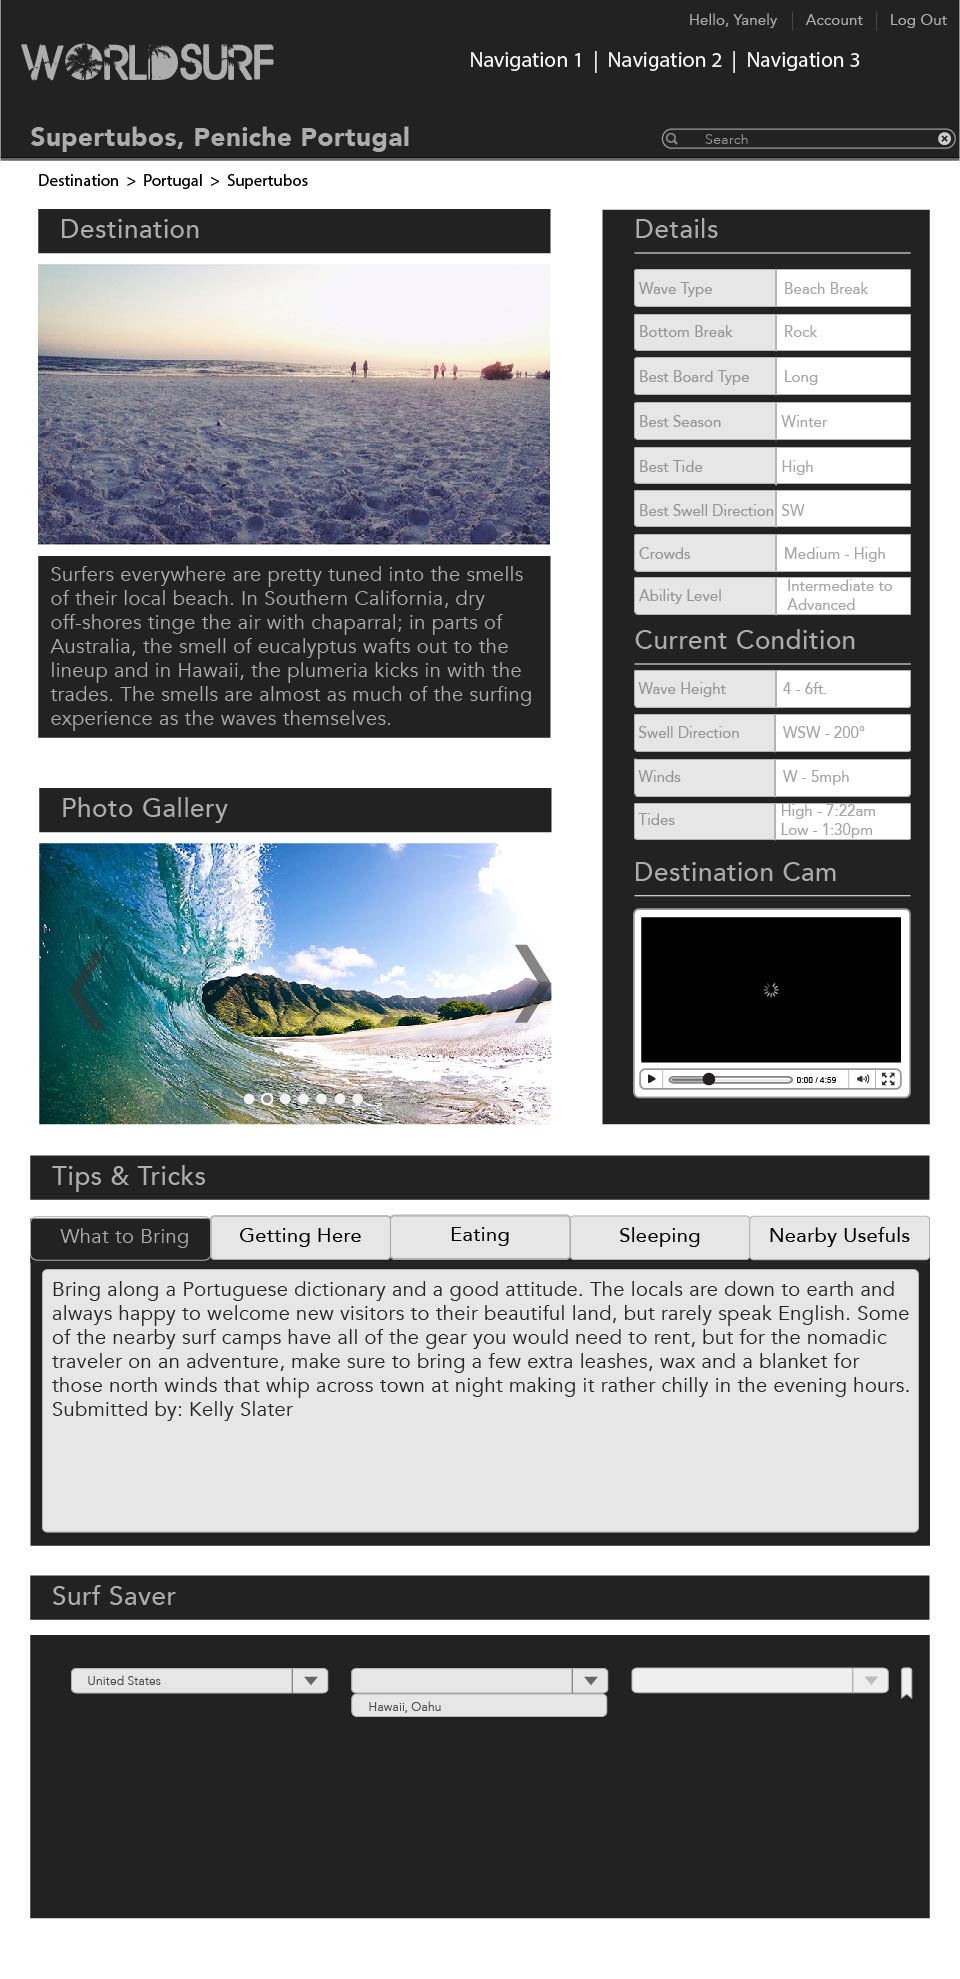 Hello, Yanely
Account
Log Out
WORLDSURF
Navigation 1 | Navigation 2 | Navigation 3
Supertubos, Peniche Portugal
Search
Destination > Portugal > Supertubos
Destination
Surfers everywhere are pretty tuned into the smells
of their local beach. In Southern California, dry
off-shores tinge the air with chaparral; in parts of
Australia, the smell of eucalyptus wafts out to the
lineup and in Hawaii, the plumeria kicks in with the
trades. The smells are almost as much of the surfing
experience as the waves themselves.
Photo Gallery
Details
Wave Type Beach Break
Bottom Break Rock
Best Board Type Long
Best Season Winter
Best Tide High
Best Swell Direction SW
Crowds Medium - High
Ability Level Intermediate to
Advanced
Current Condition
Wave Height 4 - 6ft.
Swell Direction WSW - 200°
Winds W - 5mph
Tides High - 7:22am
Low - 1:30pm
Destination Cam
0:00 / 4:59
Tips & Tricks
What to Bring
Getting Here
Eating
Sleeping
Nearby Usefuls
Bring along a Portuguese dictionary and a good attitude. The locals are down to earth and
always happy to welcome new visitors to their beautiful land, but rarely speak English. Some
of the nearby surf camps have all of the gear you would need to rent, but for the nomadic
traveler on an adventure, make sure to bring a few extra leashes, wax and a blanket for
those north winds that whip across town at night making it rather chilly in the evening hours.
Submitted by: Kelly Slater
Surf Saver
United States
Hawaii, Oahu